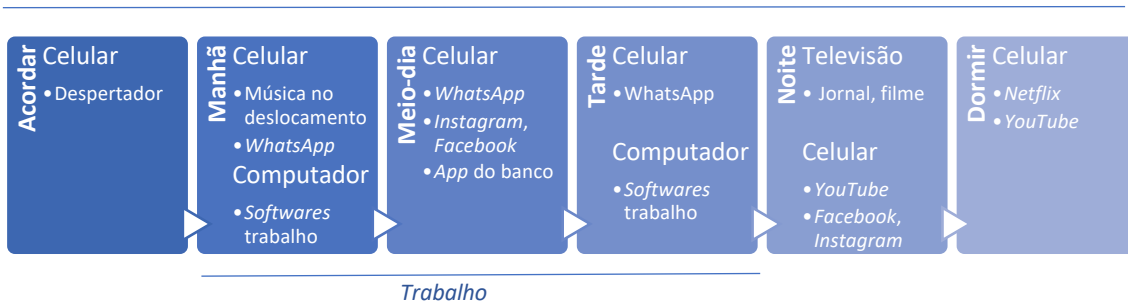 Acordar
Celular
•Despertador
Manhã
Celular
•Música no
deslocamento
•WhatsApp
Computador
•Softwares
trabalho
Meio-dia
Celular
•WhatsApp
•Instagram,
Facebook
•App do banco
Tarde
Celular
•WhatsApp
Computador
•Softwares
trabalho
Noite
Televisão
• Jornal, filme
Celular
•YouTube
•Facebook,
Instagram
Dormir
Celular
•Netflix
•YouTube
Trabalho